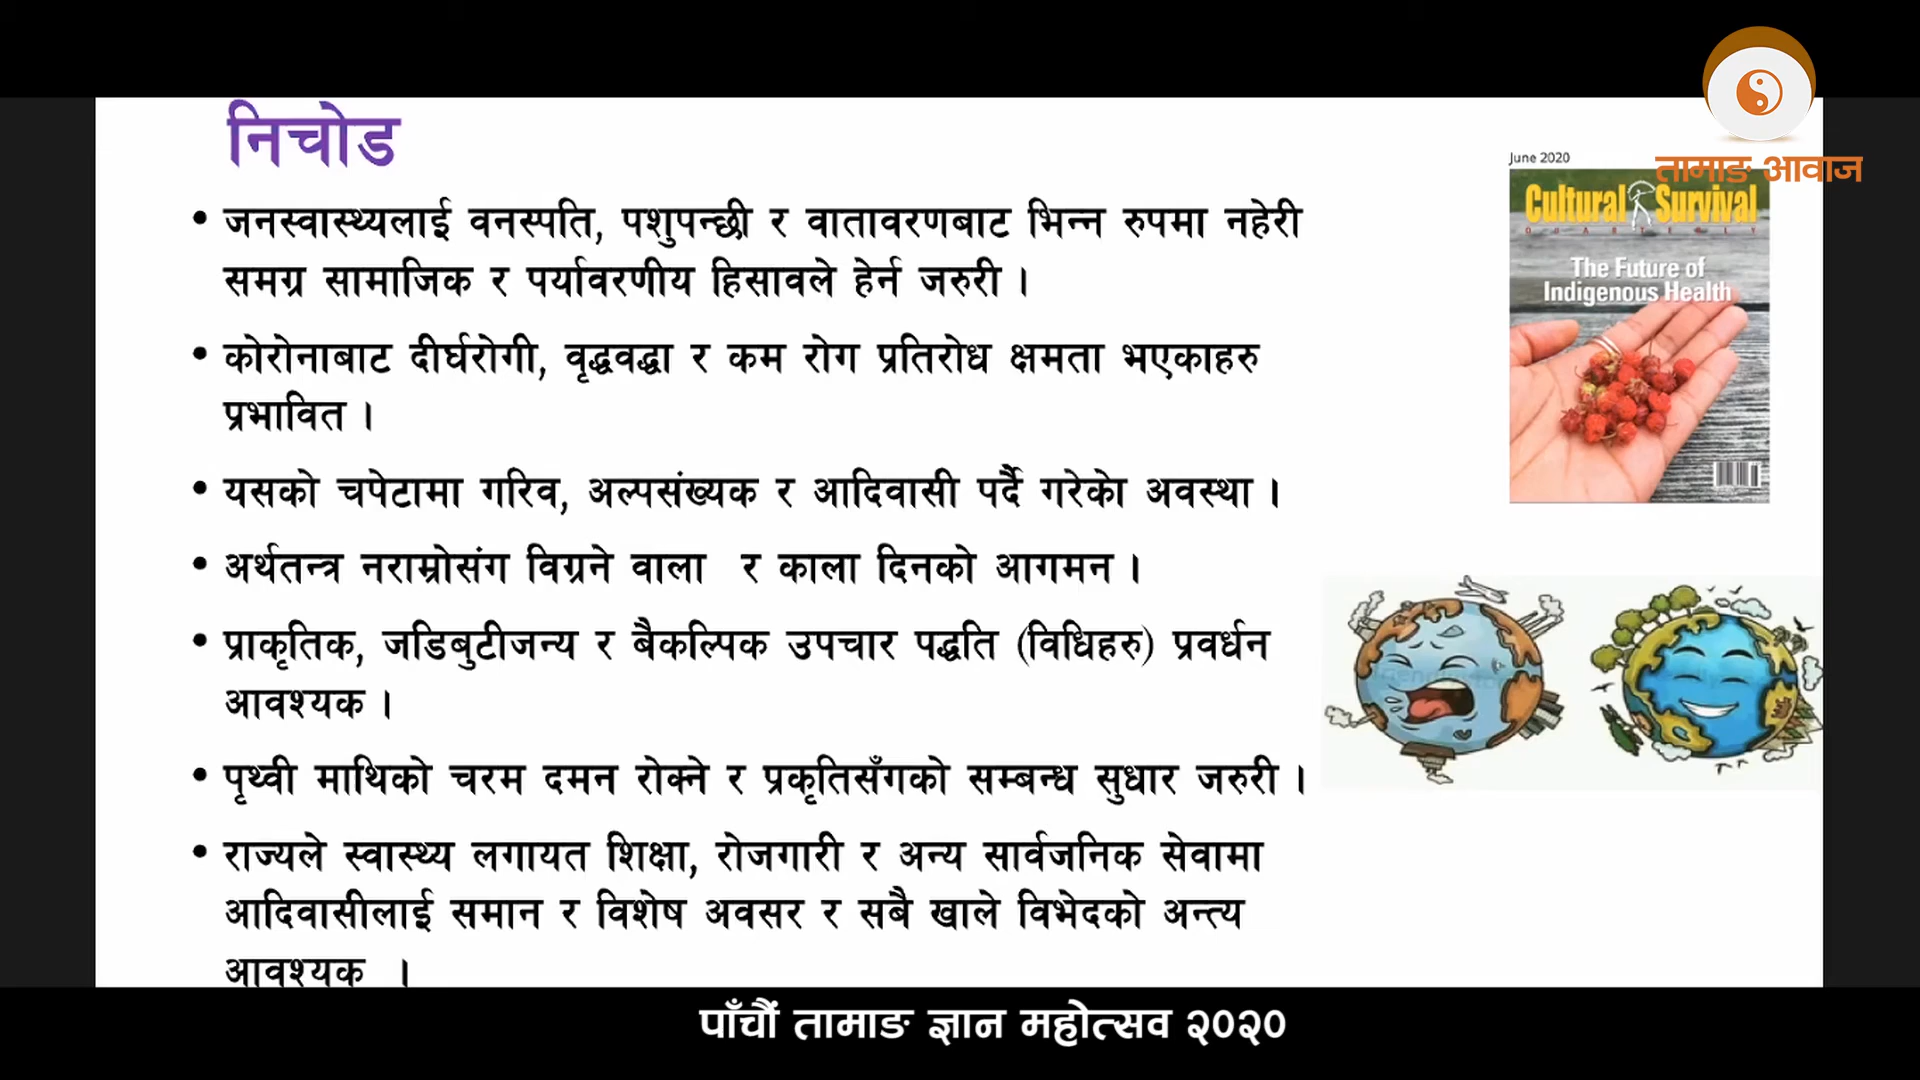 निचोड
• जनस्वास्थ्यलाई वनस्पति, पशुपन्छी र वातावरणबाट भिन्न रुपमा नहेरी
समग्र सामाजिक र पर्यावरणीय हिसावले हेर्न जरुरी ।
• कोरोनाबाट दीर्घरोगी, वृद्धवद्धा र कम रोग प्रतिरोध क्षमता भएकाहरु
प्रभावित ।
• यसको चपेटामा गरिव, अल्पसंख्यक र आदिवासी पर्दै गरेको अवस्था ।
• अर्थतन्त्र नराम्रोसंग विग्रने वाला र काला दिनको आगमन ।
• प्राकृतिक, जडिबुटीजन्य र बैकल्पिक उपचार पद्धति (विधिहरु) प्रवर्धन
आवश्यक ।
• पृथ्वी माथिको चरम दमन रोक्ने र प्रकृतिसँगको सम्बन्ध सुधार जरुरी ।
• राज्यले स्वास्थ्य लगायत शिक्षा, रोजगारी र अन्य सार्वजनिक सेवामा
आदिवासीलाई समान र विशेष अवसर र सबै खाले विभेदको अन्त्य
आवश्यक ।
तामाङ आवाज
June 2020
Cultural Survival
QUARTERLY
The Future of
Indigenous Health
पाँचौं तामाङ ज्ञान महोत्सव २०२०